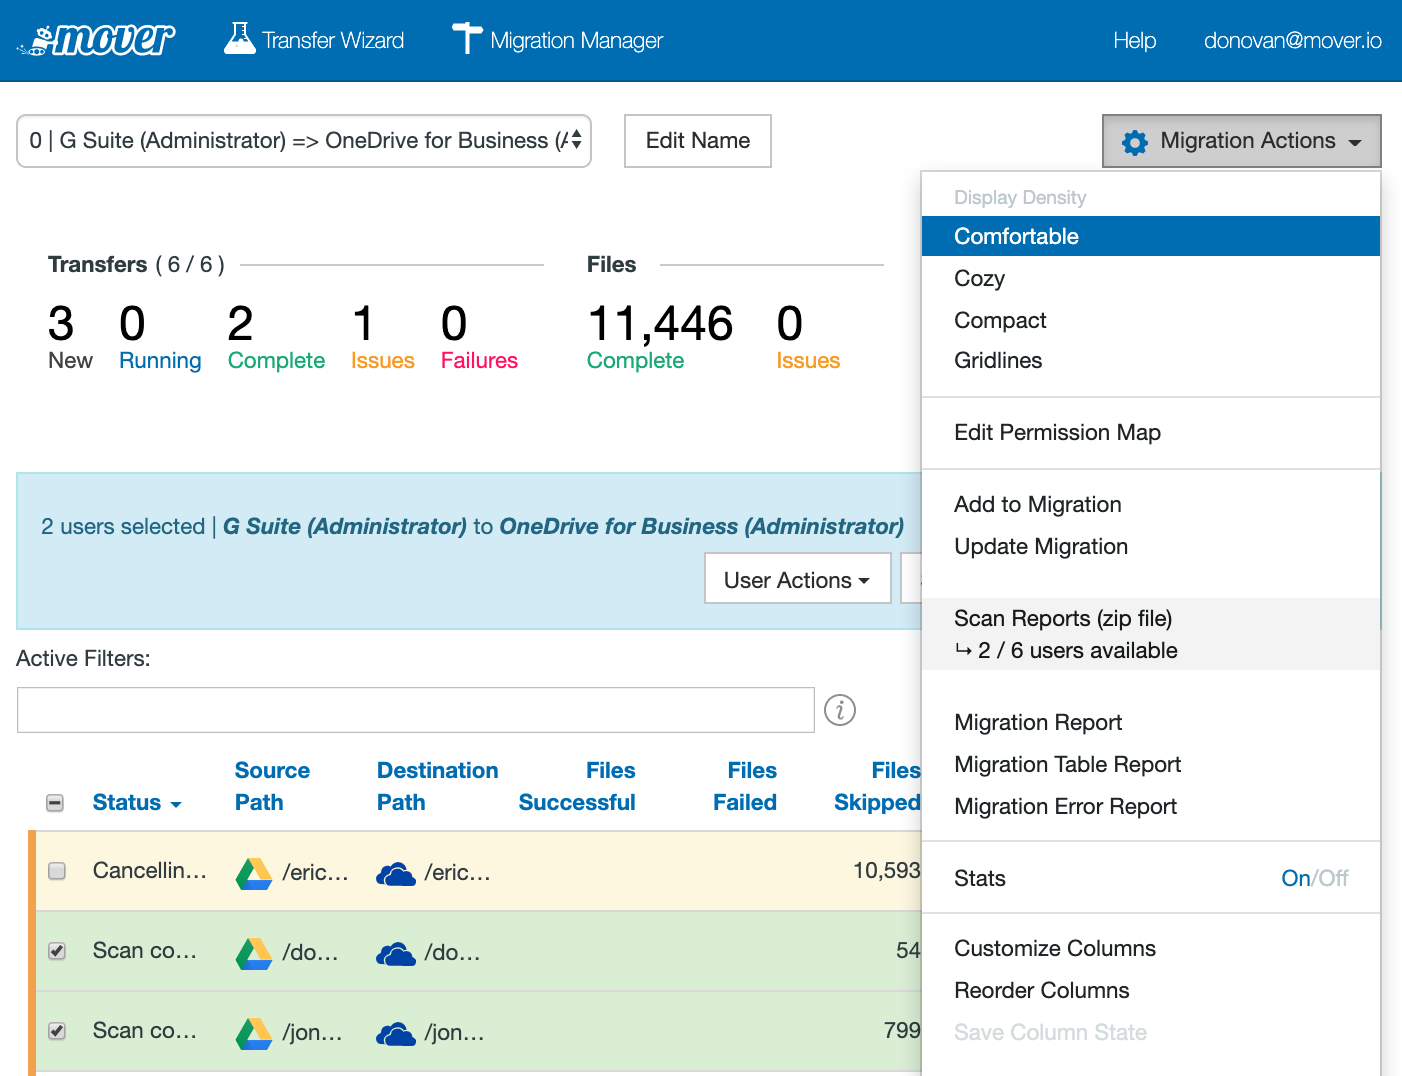 mover
Transfer Wizard
Migration Manager
Help
donovan@mover.io
0 | G Suite (Administrator) => OneDrive for Business (A
Edit Name
Migration Actions
Display Density
Comfortable
Cozy
Compact
Gridlines
Edit Permission Map
Add to Migration
Update Migration
Scan Reports (zip file)
↳ 2 / 6 users available
Migration Report
Migration Table Report
Migration Error Report
Stats On/Off
Customize Columns
Reorder Columns
Save Column State
Transfers ( 6 / 6 )
3 0 2 1 0
New Running Complete Issues Failures
Files
11,446 0
Complete Issues
2 users selected | G Suite (Administrator) to OneDrive for Business (Administrator)
User Actions
Active Filters:
i
Status
Source Path
Destination Path
Files Successful
Files Failed
Files Skipped
Cancellin... /eric... /eric... 10,593
Scan co... /do... /do... 54
Scan co... /jon... /jon... 799